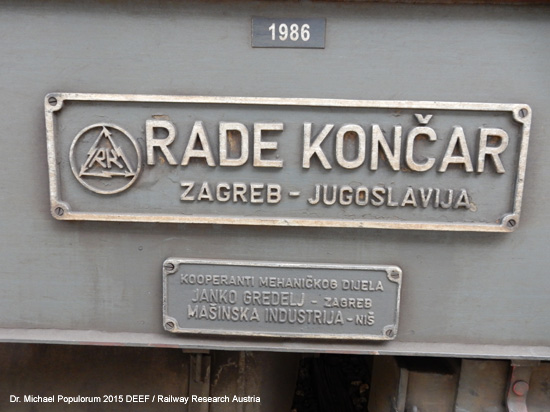 1986
RADE KONČAR
ZAGREB - JUGOSLAVIJA
KOOPERANTI MEHANIČKOG DIJELA
JANKO GREDELJ - ZAGREB
MAŠINSKA INDUSTRIJA - NIŠ
Dr. Michael Populorum 2015 DEEF / Railway Research Austria